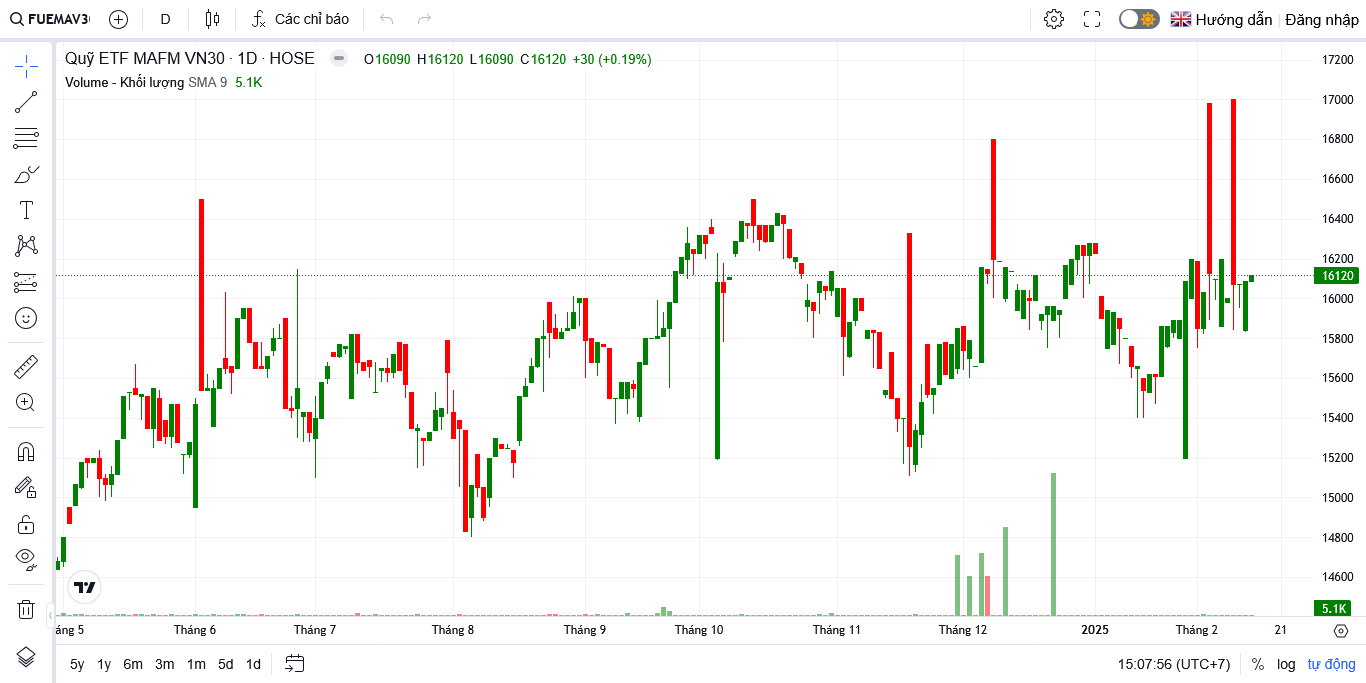 FUEMAV30 D Các chỉ báo Hướng dẫn Đăng nhập
Quỹ ETF MAFM VN30 · 1D · HOSE O16090 H16120 L16090 C16120 +30 (+0.19%)
Volume - Khối lượng SMA 9 5.1K
17200
17000
16800
16600
16400
16200
16120
16000
15800
15600
15400
15200
15000
14800
14600
5.1K
áng 5 Tháng 6 Tháng 7 Tháng 8 Tháng 9 Tháng 10 Tháng 11 Tháng 12 2025 Tháng 2 21
5y 1y 6m 3m 1m 5d 1d 15:07:56 (UTC+7) % log tự động